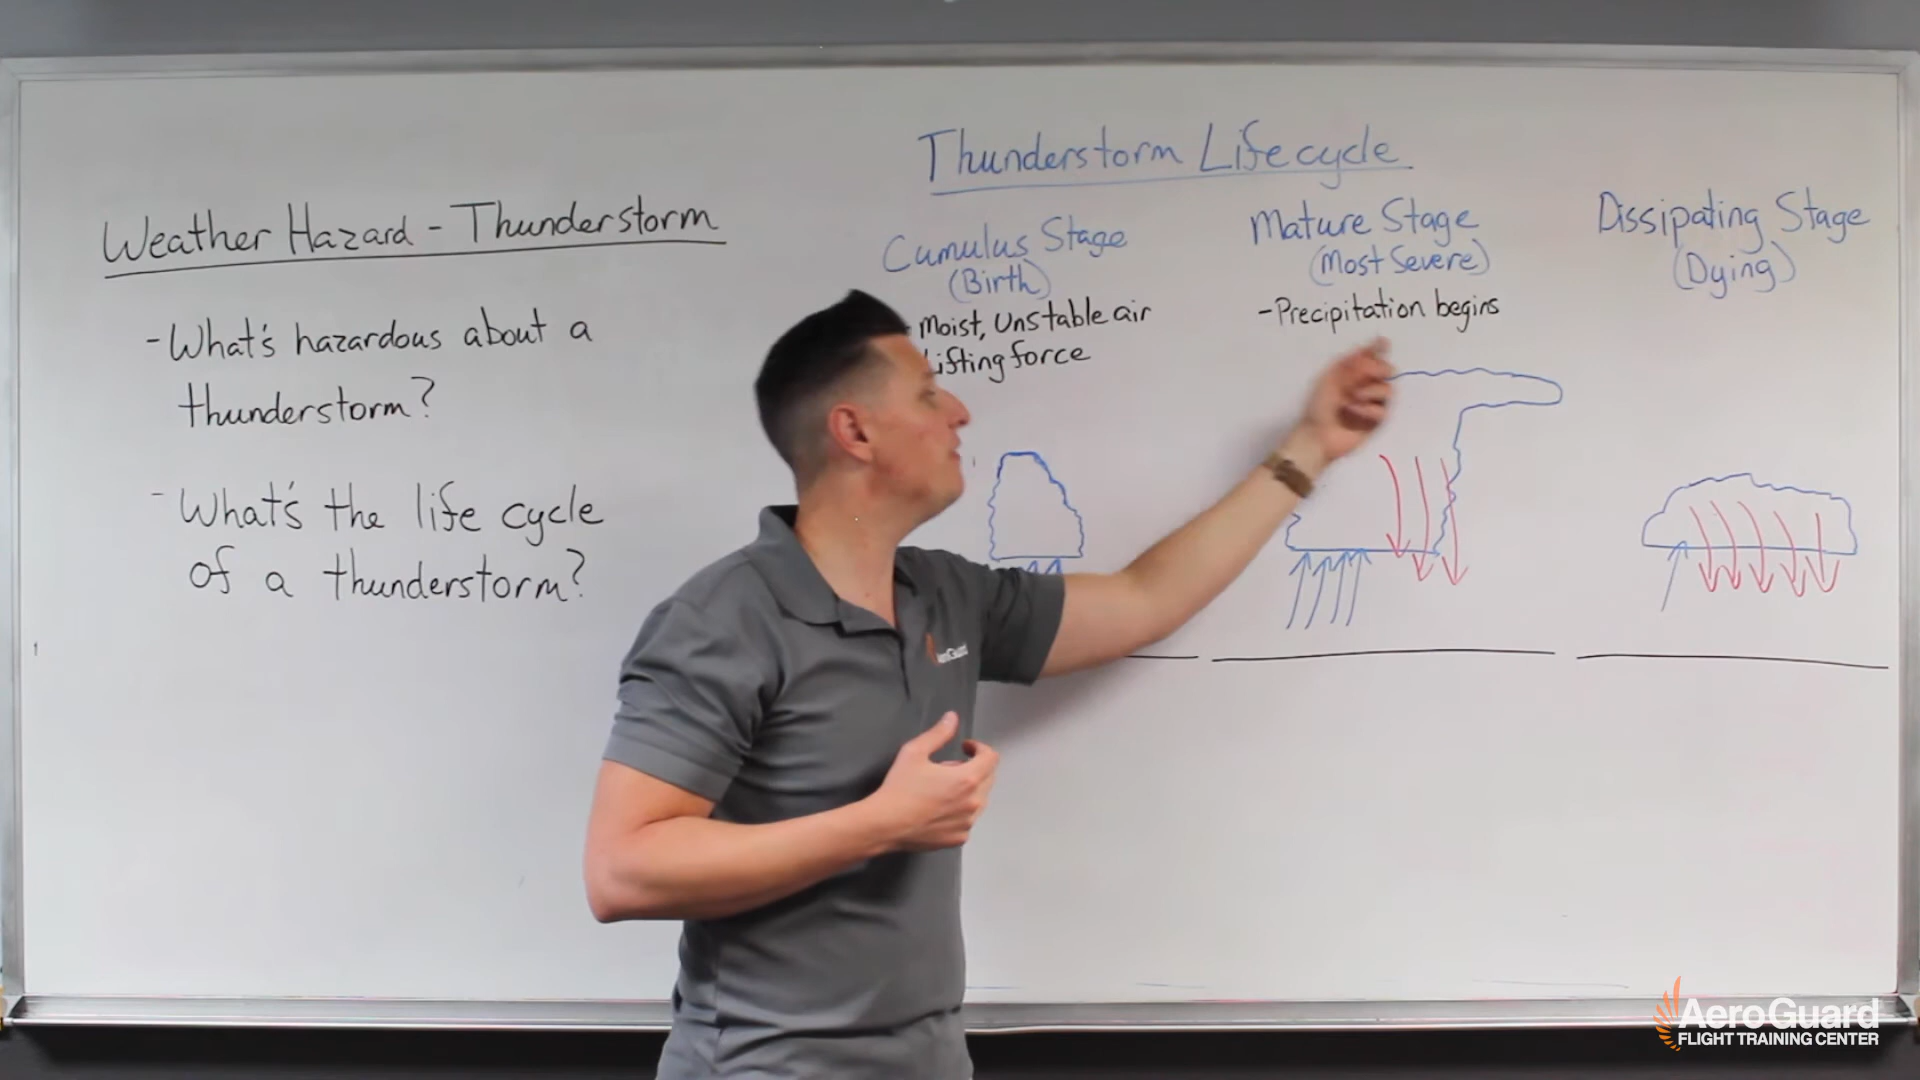 Weather Hazard - Thunderstorm
- What's hazardous about a
thunderstorm?
- What's the life cycle
of a thunderstorm?
Thunderstorm Lifecycle
Cumulus Stage
(Birth)
- Moist, Unstable air
Lifting force
Mature Stage
(Most Severe)
- Precipitation begins
Dissipating Stage
(Dying)
AeroGuard
AeroGuard
FLIGHT TRAINING CENTER